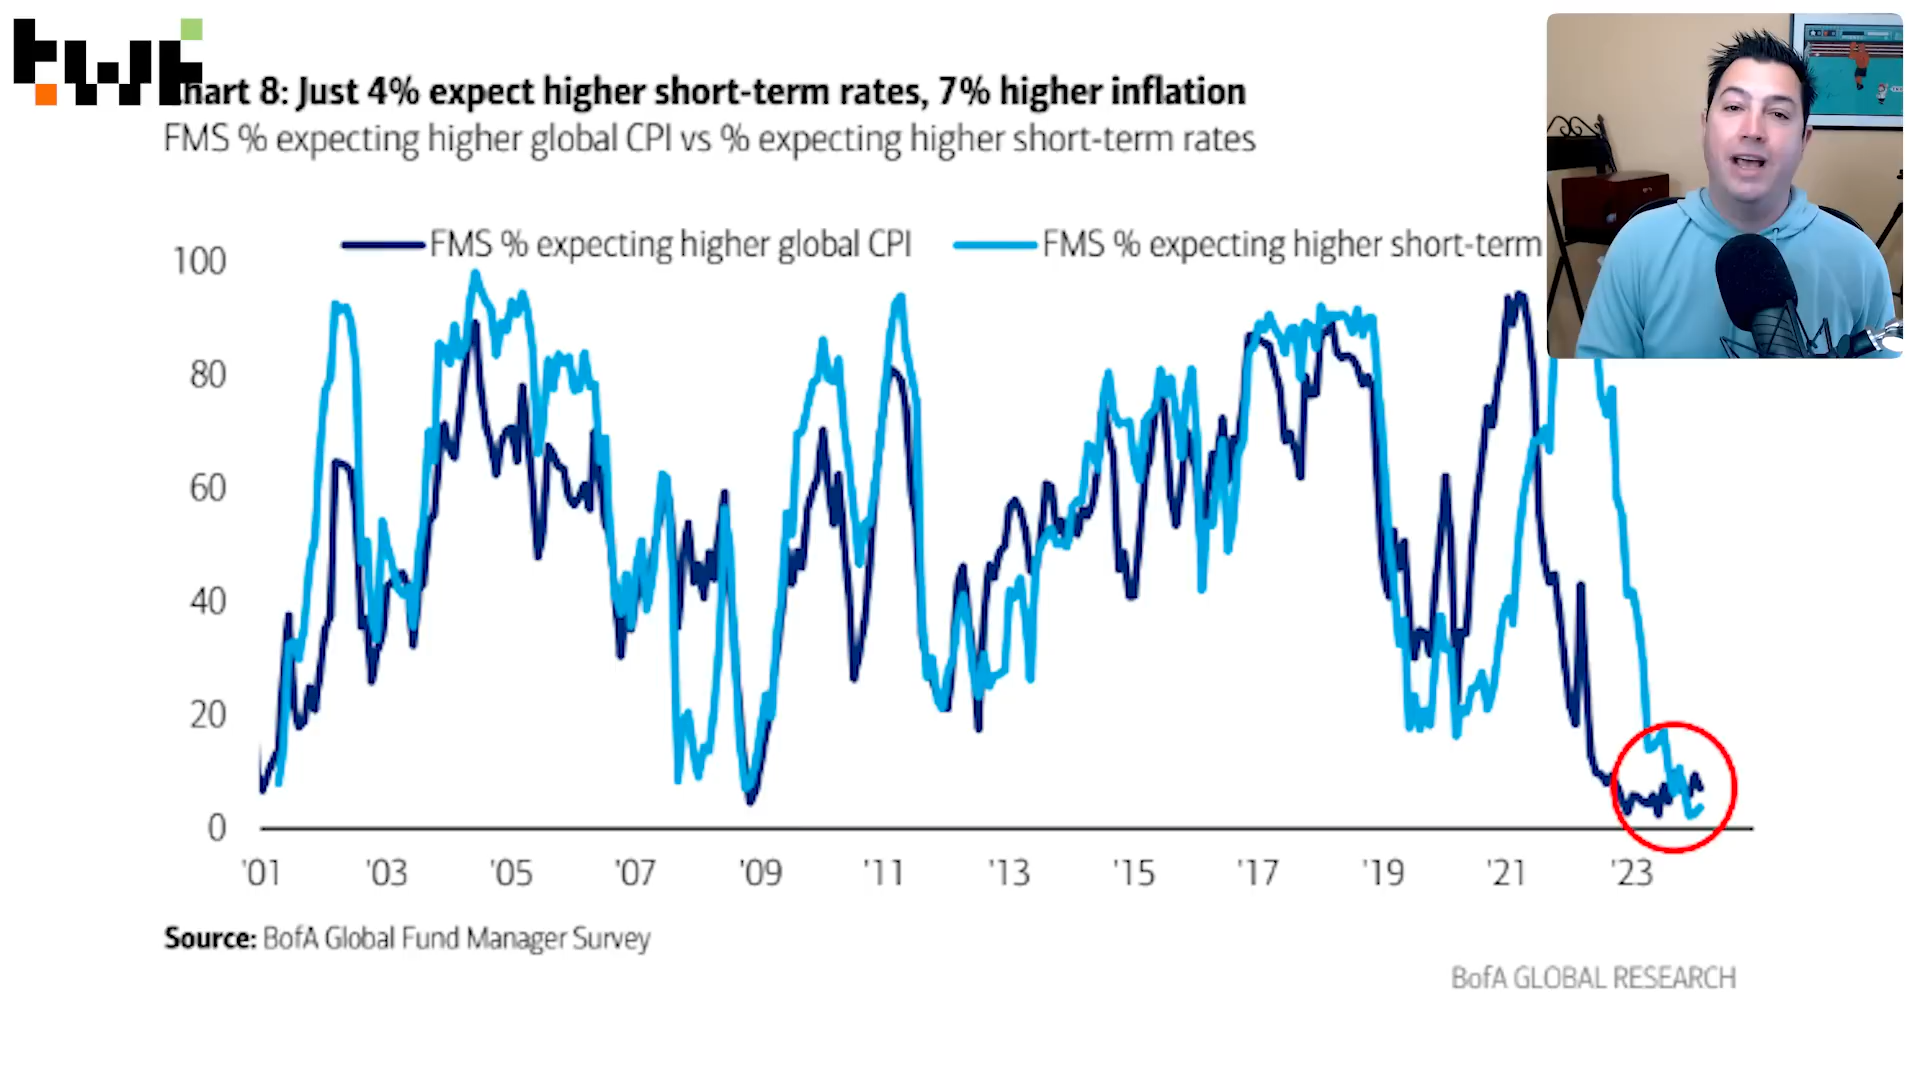 twf
hart 8: Just 4% expect higher short-term rates, 7% higher inflation
FMS % expecting higher global CPI vs % expecting higher short-term rates
FMS % expecting higher global CPI
FMS % expecting higher short-term
100
80
60
40
20
0
'01 '03 '05 '07 '09 '11 '13 '15 '17 '19 '21 '23
Source: BofA Global Fund Manager Survey
BofA GLOBAL RESEARCH